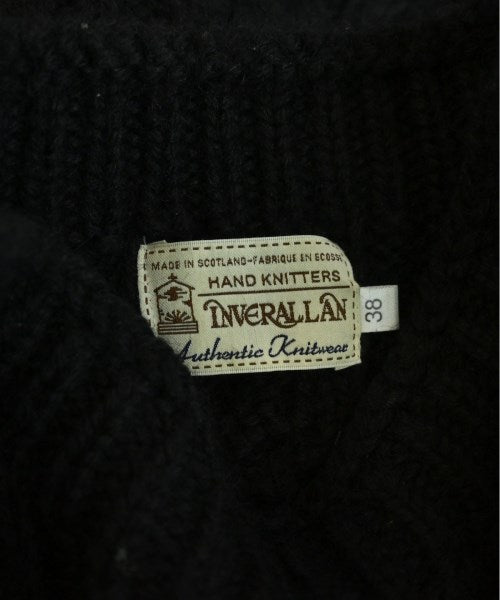 MADE IN SCOTLAND-FABRIQUE EN ECOSSE
HAND KNITTERS
INVERALLAN
Authentic Knitwear
38